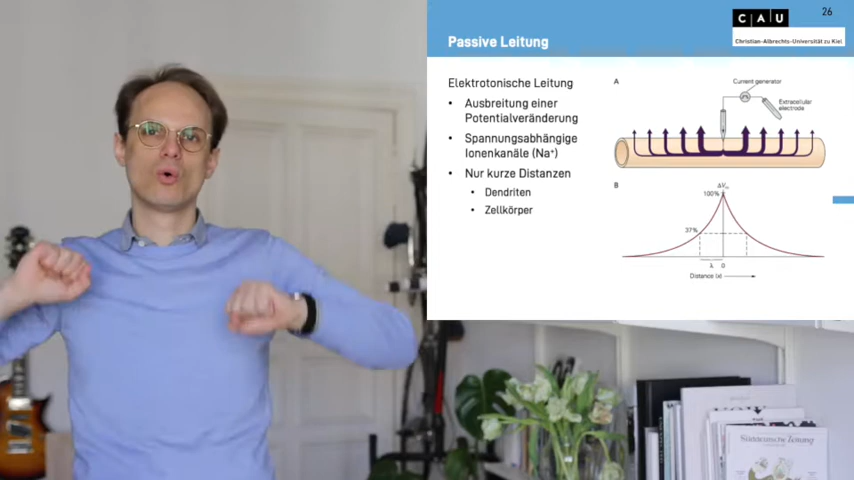 26
C A U
Christian-Albrechts-Universität zu Kiel
Passive Leitung
Elektrotonische Leitung
• Ausbreitung einer
Potentialveränderung
• Spannungsabhängige
Ionenkanäle (Na⁺)
• Nur kurze Distanzen
• Dendriten
• Zellkörper
A
Current generator
Extracellular
electrode
B
ΔVm
100%
37%
λ 0
Distance (x)
Süddeutsche Zeitung